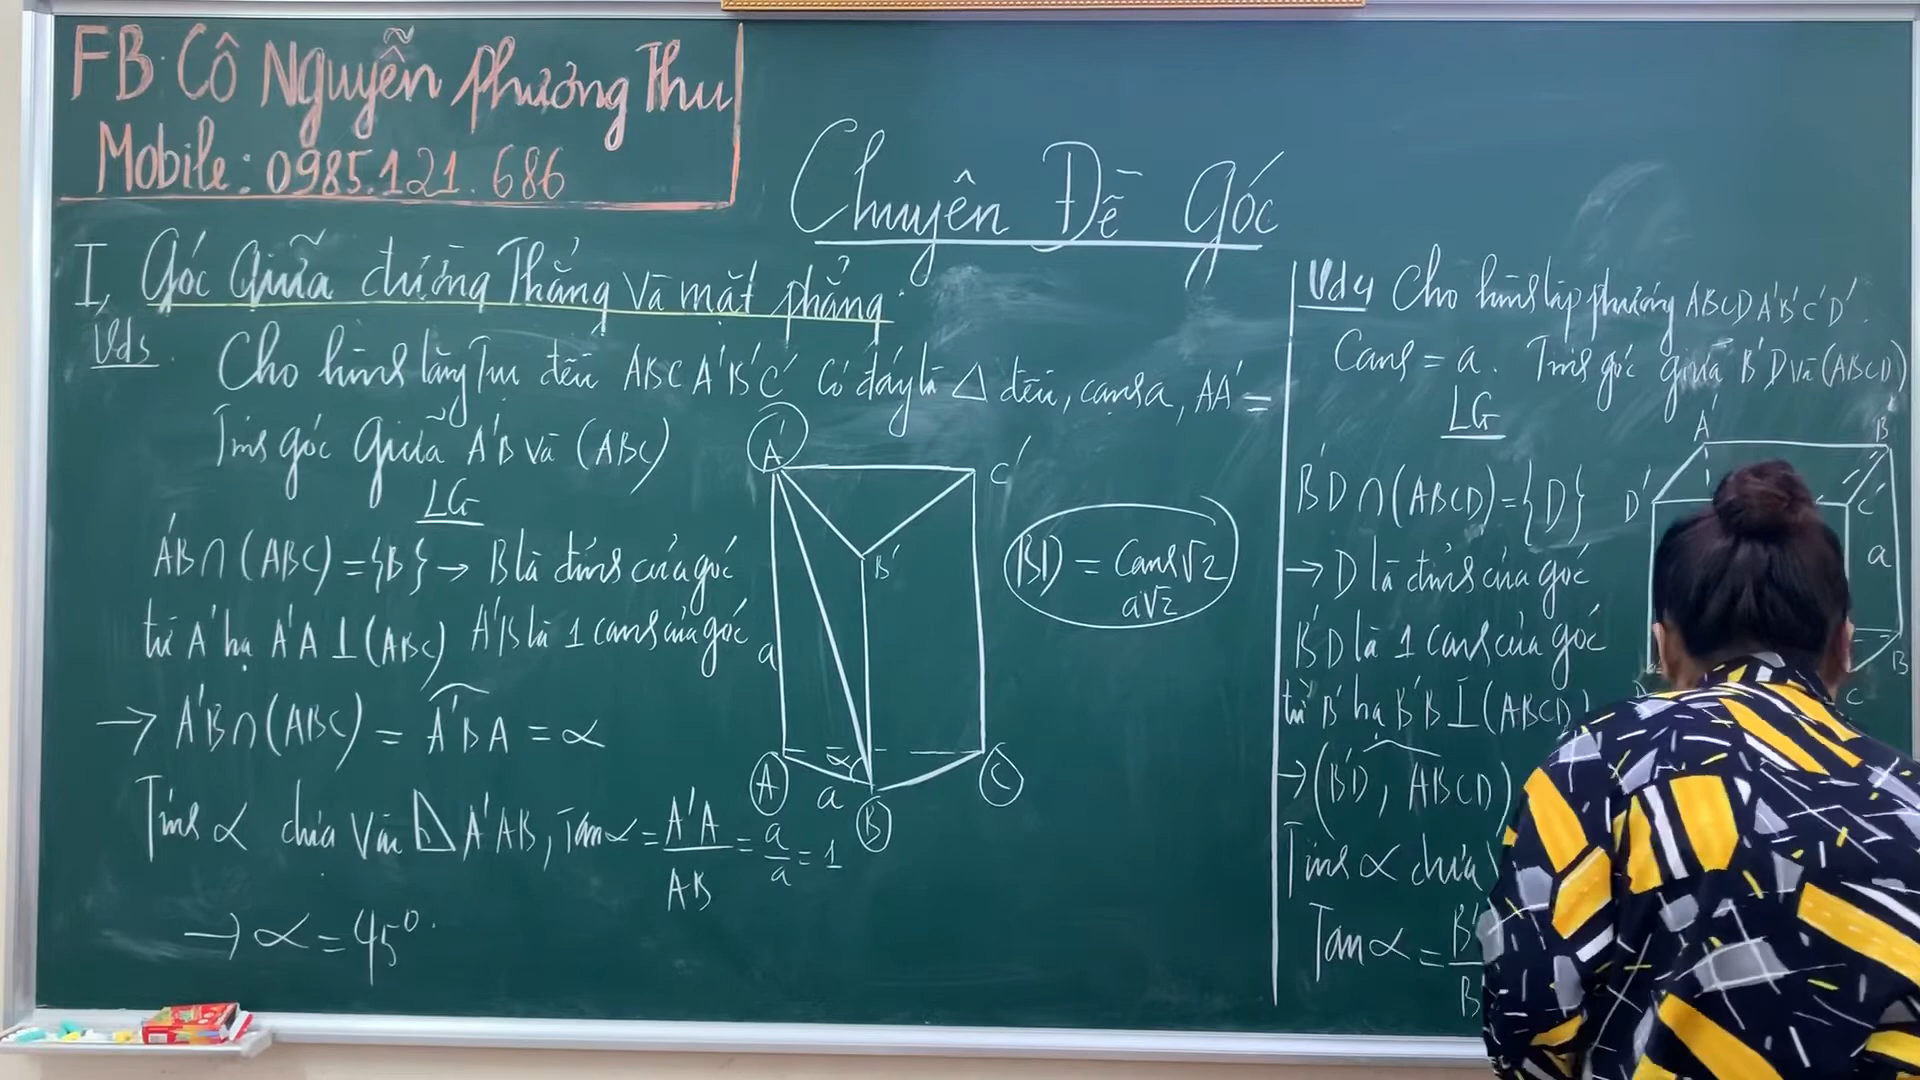 FB: Cô Nguyễn Phương Thu
Mobile: 0985.121.686
Chuyên Đề Góc
I, Góc Giữa đường Thẳng Và mặt phẳng.
Vd3. Cho hình lăng Trụ đều ABC A'B'C' có đáy là Δ đều, cạnh a, AA' =
Tính góc Giữa A'B và (ABC)
LG
A'B∩(ABC)={B} → B là đỉnh của góc
từ A' hạ A'A⊥(ABC) A'B là 1 cạnh của góc
→ A'B∩(ABC) = A'BA = α
Tính α dựa vào A'AB, Tanα = A'A/AB = a/a = 1
→ α = 45°.
A'
C'
B'
a
α
A
a
B
C
BD = Cạnh√2
a√2
Vd4 Cho hình lập phương ABCD A'B'C'D'.
Cạnh = a. Tính góc giữa B'D và (ABCD)
LG
B'D∩(ABCD)={D}
→ D là đỉnh của góc
B'D là 1 cạnh của góc
từ B' hạ B'B⊥(ABCD)
→ (B'D, ABCD)
Tính α dựa
Tan α = B'
B
A'
B'
D'
C'
a
B
C